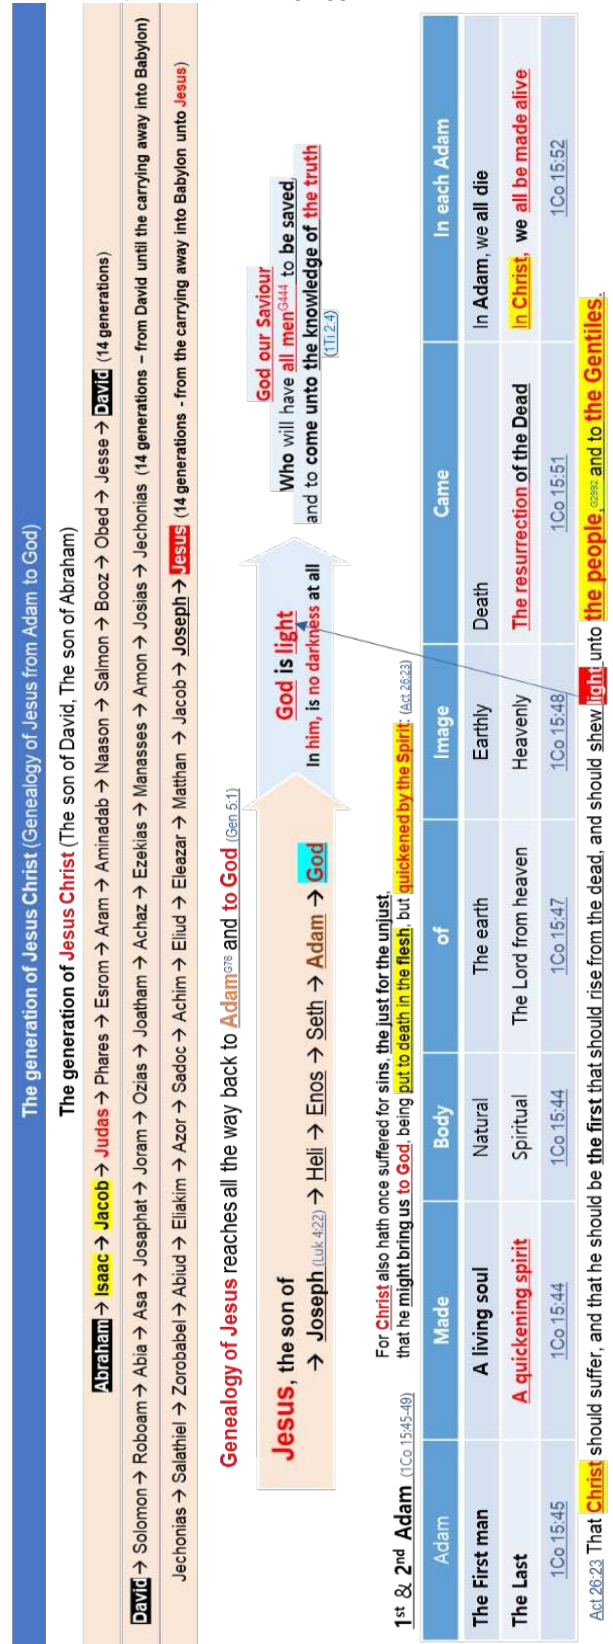 The generation of Jesus Christ (Genealogy of Jesus from Adam to God)
The generation of Jesus Christ (The son of David, The son of Abraham)
Abraham → Isaac → Jacob → Judas → Phares → Esrom → Aram → Aminadab → Naason → Salmon → Booz → Obed → Jesse → David (14 generations)
David → Solomon → Roboam → Abia → Asa → Josaphat → Joram → Ozias → Joatham → Achaz → Ezekias → Manasses → Amon → Josias → Jechonias (14 generations – from David until the carrying away into Babylon)
Jechonias → Salathiel → Zorobabel → Abiud → Eliakim → Azor → Sadoc → Achim → Eliud → Eleazar → Matthan → Jacob → Joseph → Jesus (14 generations - from the carrying away into Babylon unto Jesus)
Genealogy of Jesus reaches all the way back to Adam G76 and to God (Gen 5:1)
Jesus, the son of
→ Joseph (Luk 4:22) → Heli → Enos → Seth → Adam → God
God is light
In him, is no darkness at all
God our Saviour
Who will have all men G444 to be saved,
and to come unto the knowledge of the truth
(1Ti 2:4)
1st & 2nd Adam (1Co 15:45-49)
For Christ also hath once suffered for sins, the just for the unjust,
that he might bring us to God, being put to death in the flesh, but quickened by the Spirit: (Act 26:23)
Adam Made Body of Image Came In each Adam
The First man A living soul Natural The earth Earthly Death In Adam, we all die
The Last A quickening spirit Spiritual The Lord from heaven Heavenly The resurrection of the Dead In Christ, we all be made alive
1Co 15:45 1Co 15:44 1Co 15:44 1Co 15:47 1Co 15:48 1Co 15:51 1Co 15:52
Act 26:23 That Christ should suffer, and that he should be the first that should rise from the dead, and should shew light unto the people, G2992 and to the Gentiles.